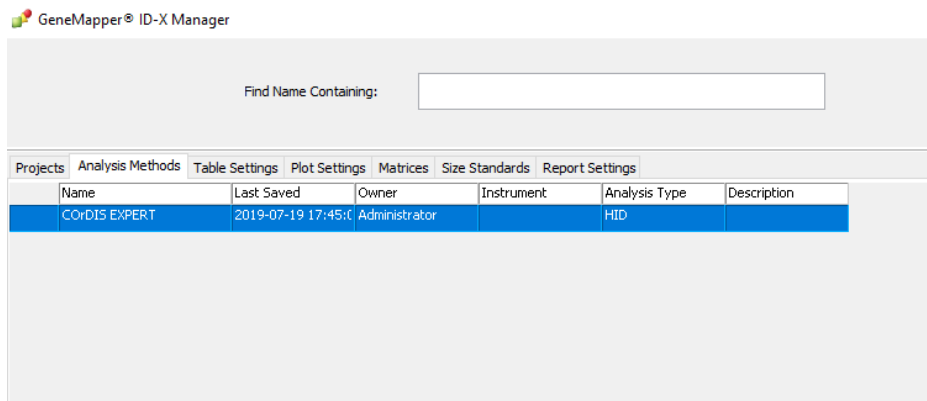 GeneMapper® ID-X Manager
Find Name Containing:
Projects Analysis Methods Table Settings Plot Settings Matrices Size Standards Report Settings
Name Last Saved Owner Instrument Analysis Type Description
COrDIS EXPERT 2019-07-19 17:45:0 Administrator HID